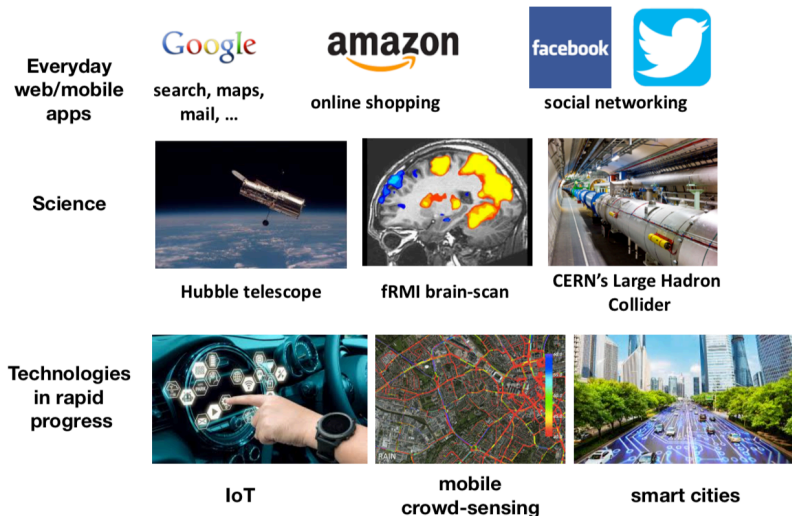 Everyday
web/mobile
apps
Google
search, maps,
mail, ...
amazon
online shopping
facebook
social networking
Science
Hubble telescope
fRMI brain-scan
CERN's Large Hadron
Collider
Technologies
in rapid
progress
RAIN
IoT
mobile
crowd-sensing
smart cities